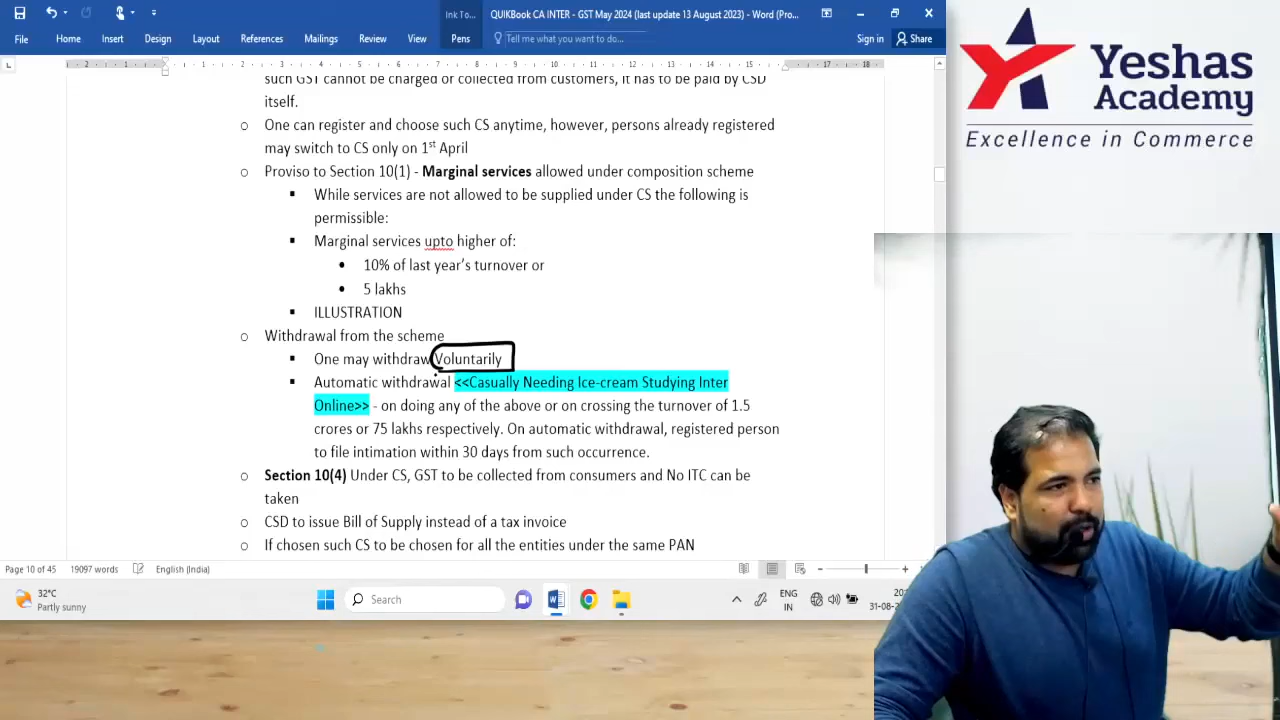 Ink To...
QUIKBook CA INTER - GST May 2024 (last update 13 August 2023) - Word (Pro...
File Home Insert Design Layout References Mailings Review View Pens Tell me what you want to do... Sign in Share
Yeshas
Academy
Excellence in Commerce
such GST cannot be charged or collected from customers, it has to be paid by CSD
itself.
o One can register and choose such CS anytime, however, persons already registered
may switch to CS only on 1st April
o Proviso to Section 10(1) - Marginal services allowed under composition scheme
▪ While services are not allowed to be supplied under CS the following is
permissible:
▪ Marginal services upto higher of:
• 10% of last year's turnover or
• 5 lakhs
▪ ILLUSTRATION
o Withdrawal from the scheme
▪ One may withdraw Voluntarily
▪ Automatic withdrawal <<Casually Needing Ice-cream Studying Inter
Online>> - on doing any of the above or on crossing the turnover of 1.5
crores or 75 lakhs respectively. On automatic withdrawal, registered person
to file intimation within 30 days from such occurrence.
o Section 10(4) Under CS, GST to be collected from consumers and No ITC can be
taken
o CSD to issue Bill of Supply instead of a tax invoice
o If chosen such CS to be chosen for all the entities under the same PAN
Page 10 of 45 19097 words English (India)
32°C
Partly sunny
Search
ENG
IN
20
31-08-2